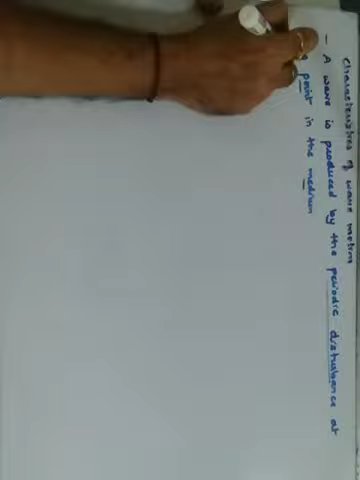 Characteristics of wave motion
- A wave is produced by the periodic disturbance at
a point in the medium